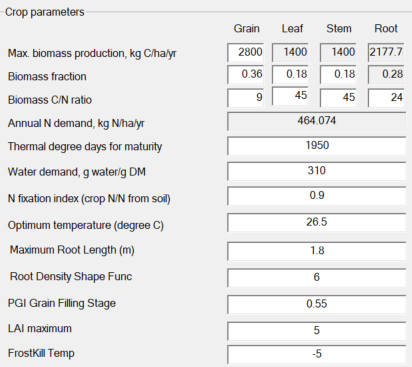 Crop parameters
Grain Leaf Stem Root
Max. biomass production, kg C/ha/yr 2800 1400 1400 2177.7
Biomass fraction 0.36 0.18 0.18 0.28
Biomass C/N ratio 9 45 45 24
Annual N demand, kg N/ha/yr 464.074
Thermal degree days for maturity 1950
Water demand, g water/g DM 310
N fixation index (crop N/N from soil) 0.9
Optimum temperature (degree C) 26.5
Maximum Root Length (m) 1.8
Root Density Shape Func 6
PGI Grain Filling Stage 0.55
LAI maximum 5
FrostKill Temp -5